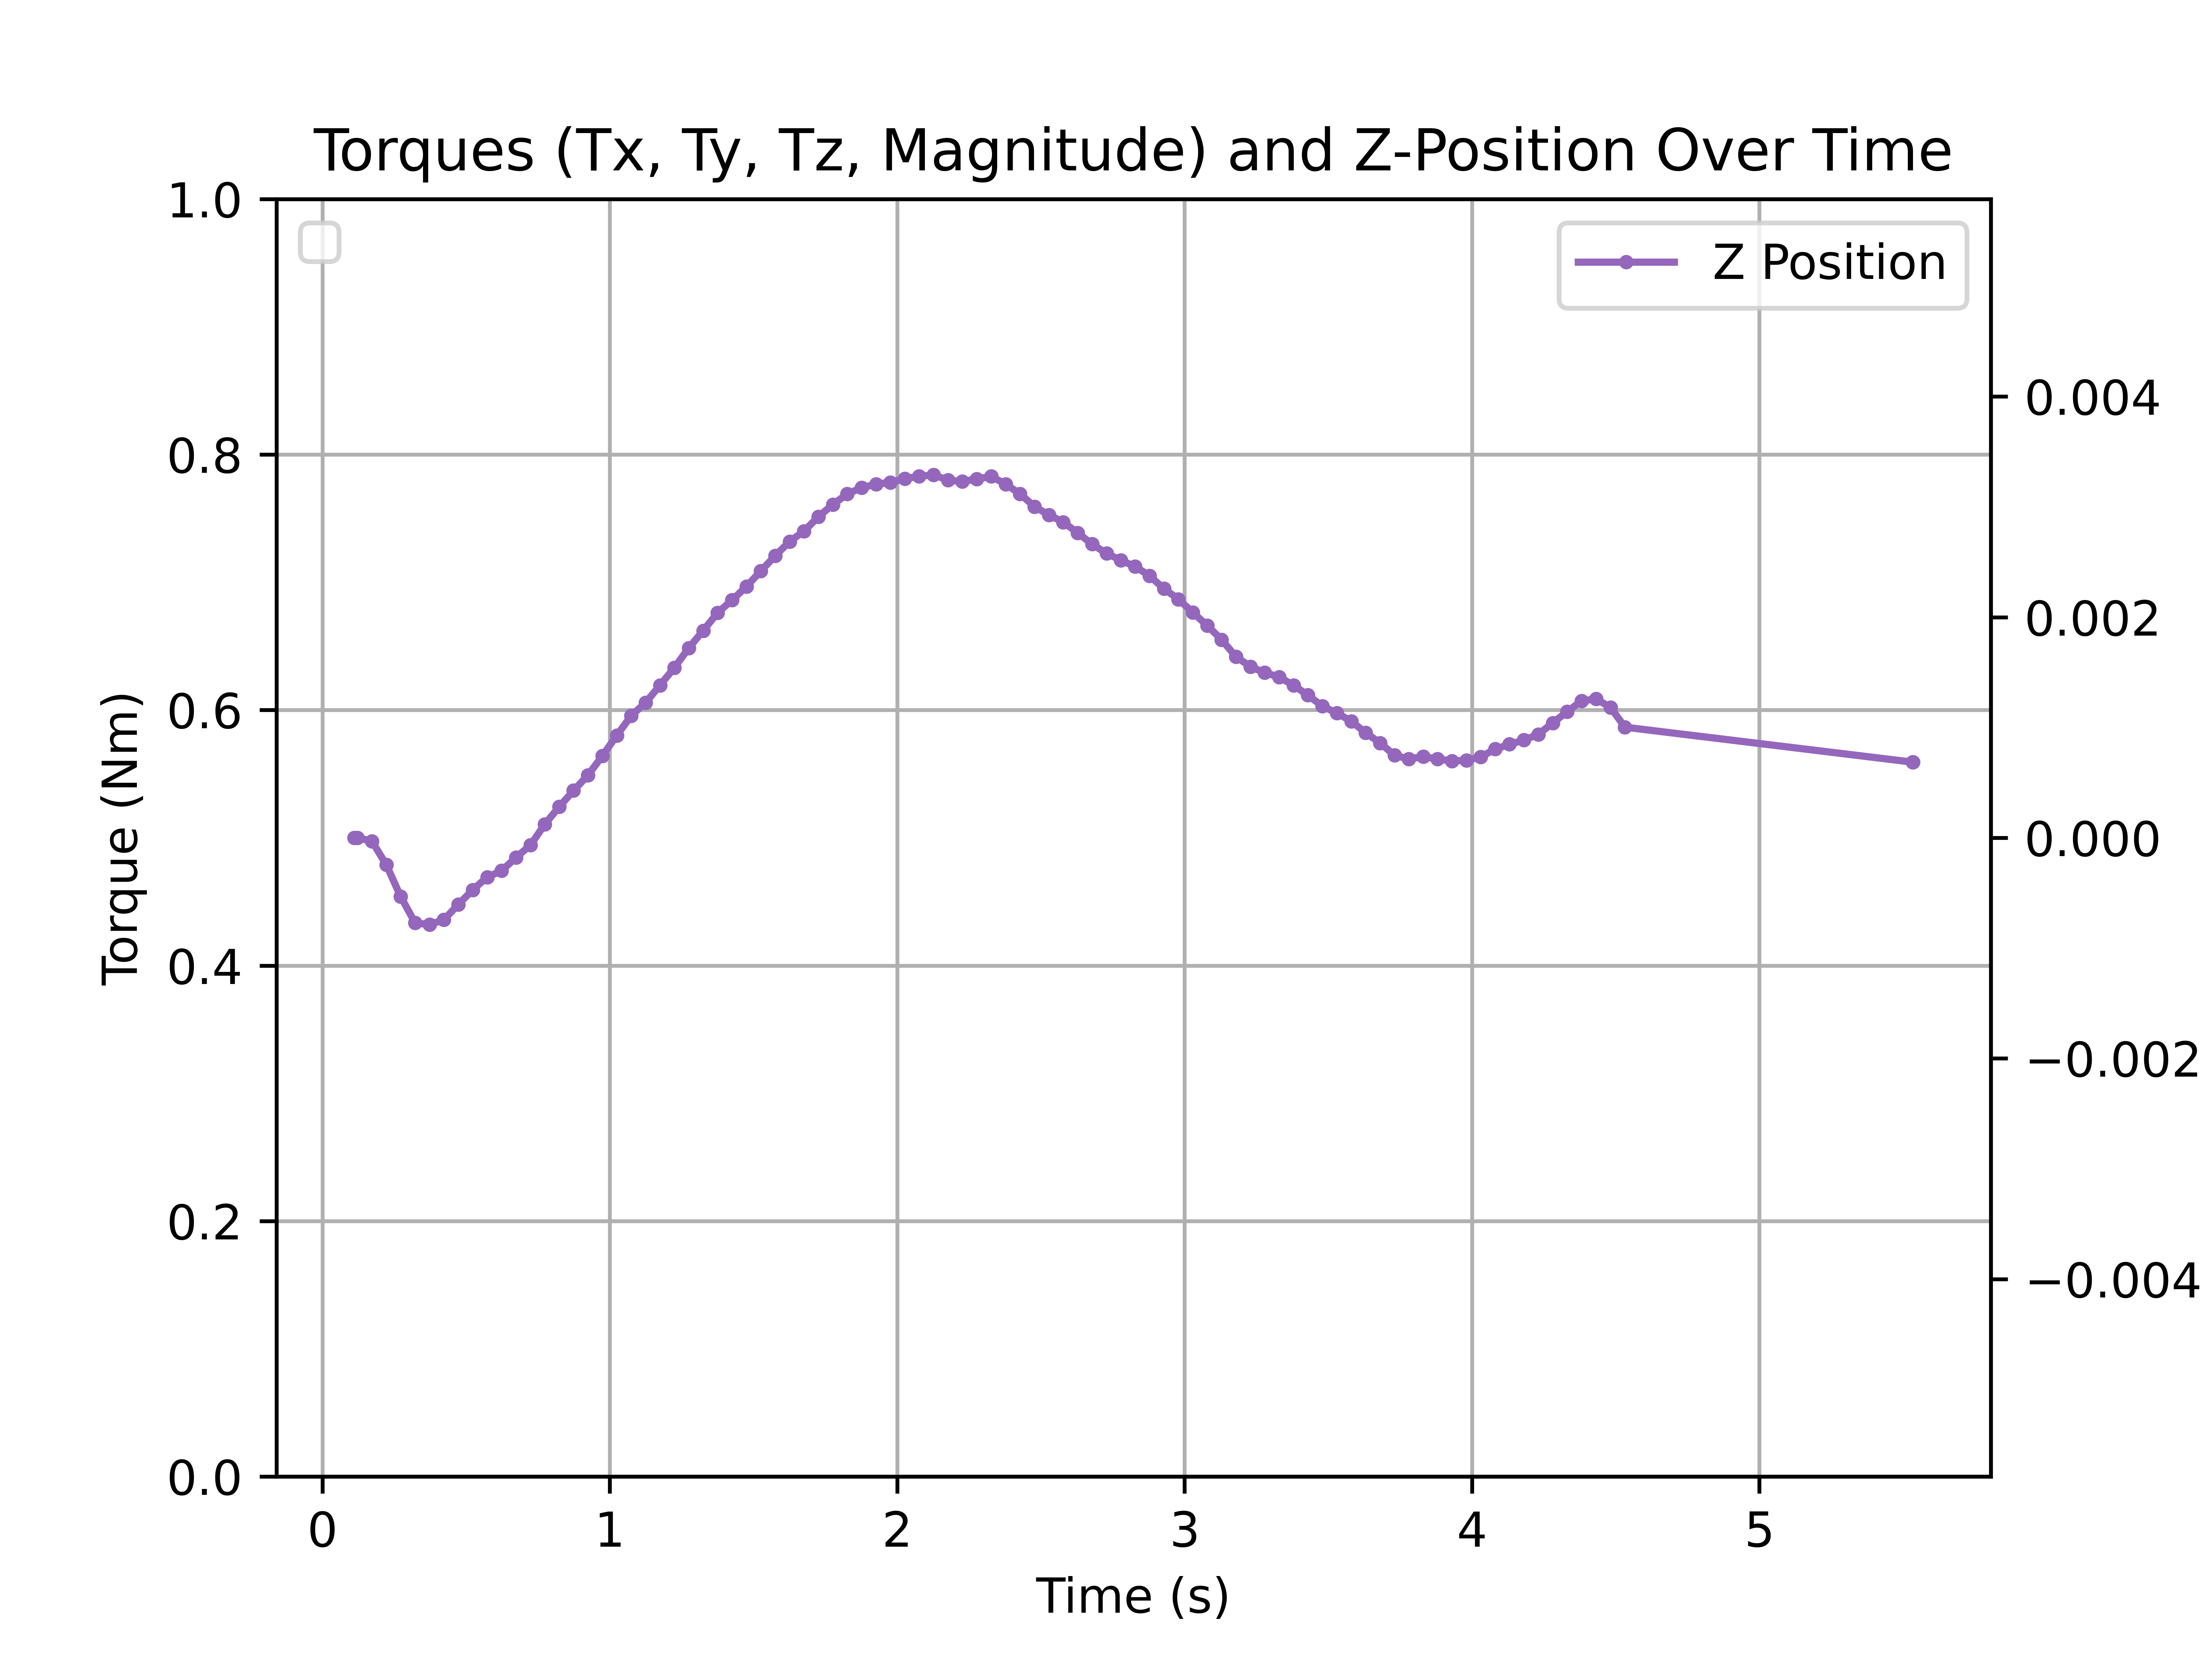 Torques (Tx, Ty, Tz, Magnitude) and Z-Position Over Time
Z Position
Torque (Nm)
1.0
0.8
0.6
0.4
0.2
0.0
0.004
0.002
0.000
−0.002
−0.004
0 1 2 3 4 5
Time (s)